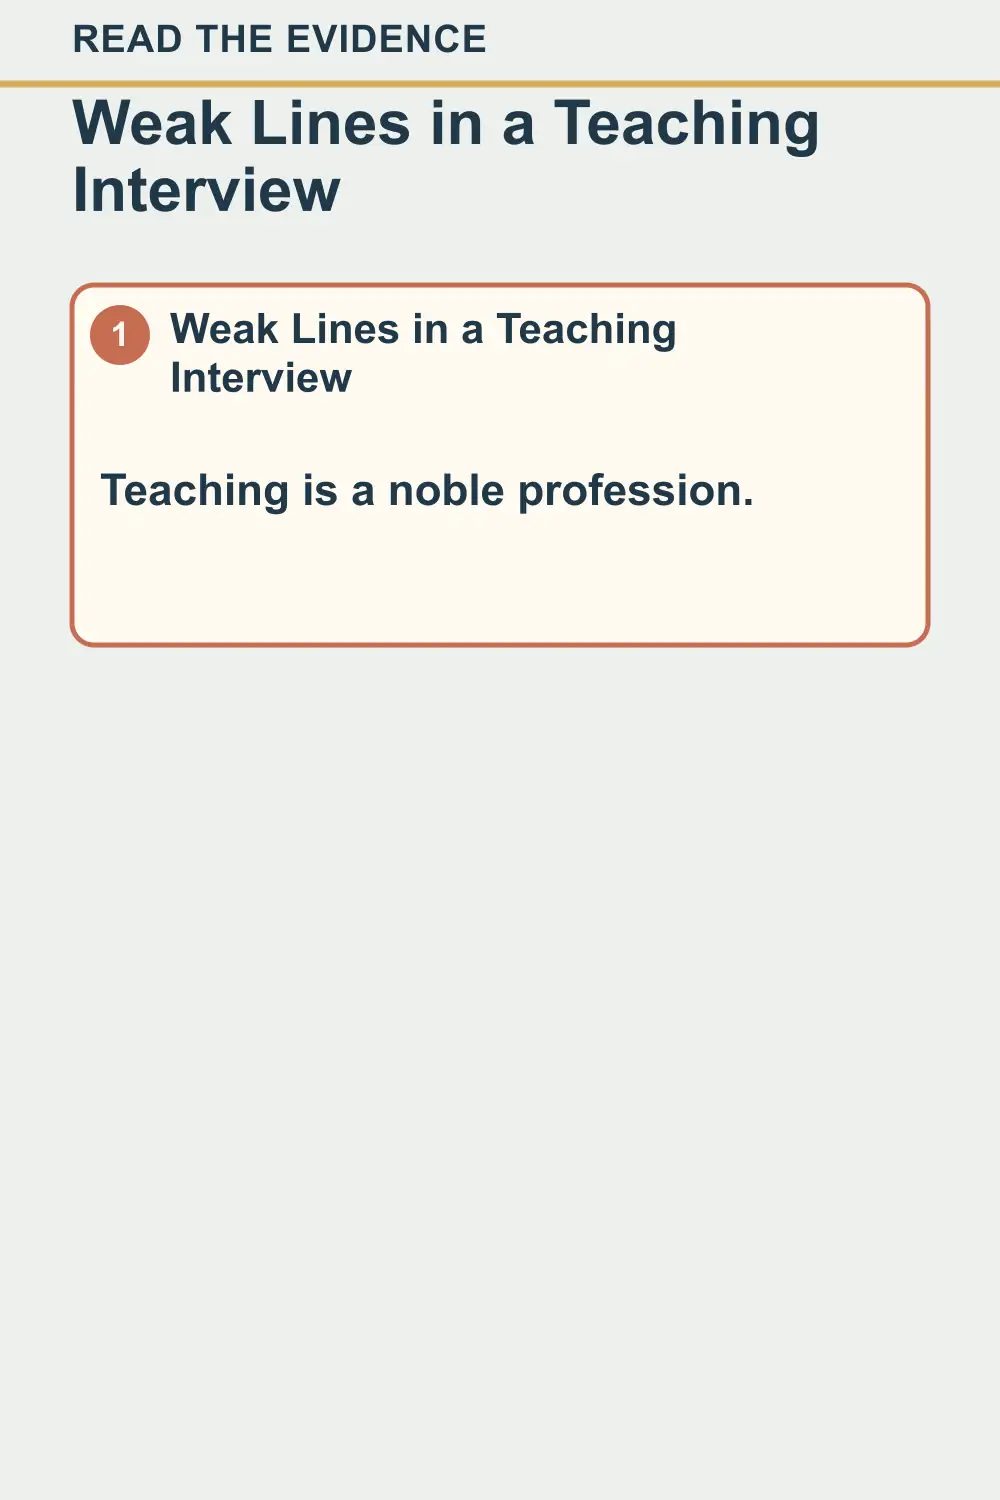 READ THE EVIDENCE
Weak Lines in a Teaching
Interview
1
Weak Lines in a Teaching
Interview
Teaching is a noble profession.